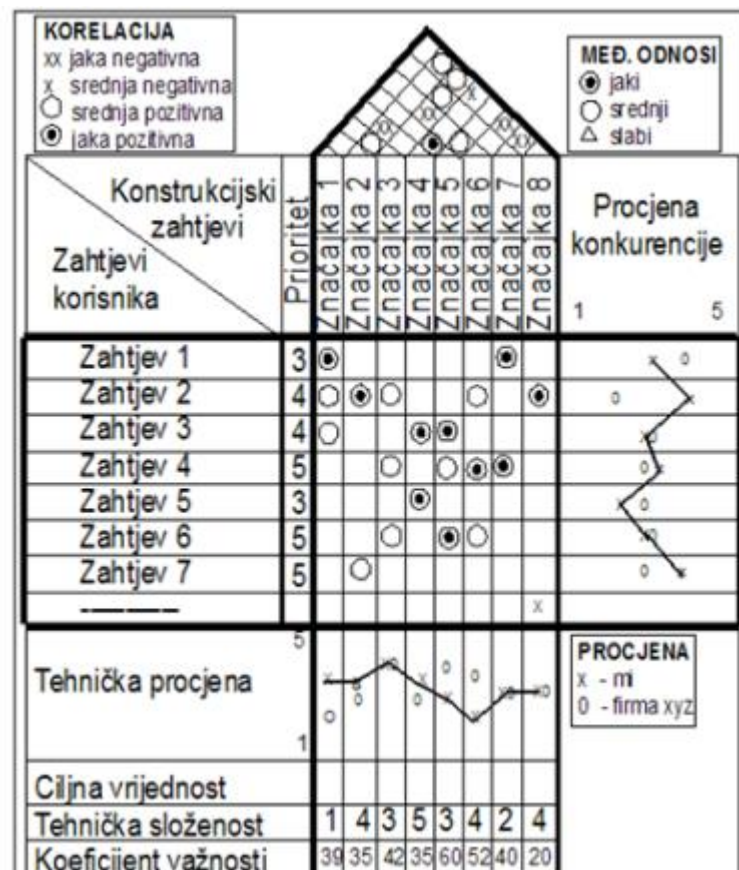 KORELACIJA
xx jaka negativna
x srednja negativna
srednja pozitivna
jaka pozitivna
MEĐ. ODNOSI
jaki
srednji
slabi
Konstrukcijski
zahtjevi
Zahtjevi
korisnika
Prioritet
Značajka 1
Značajka 2
Značajka 3
Značajka 4
Značajka 5
Značajka 6
Značajka 7
Značajka 8
Procjena
konkurencije
1 5
Zahtjev 1 3
Zahtjev 2 4
Zahtjev 3 4
Zahtjev 4 5
Zahtjev 5 3
Zahtjev 6 5
Zahtjev 7 5
x
Tehnička procjena
5
1
PROCJENA
x - mi
0 - firma xyz
Ciljna vrijednost
Tehnička složenost 1 4 3 5 3 4 2 4
Koeficijent važnosti 39 35 42 35 60 52 40 20